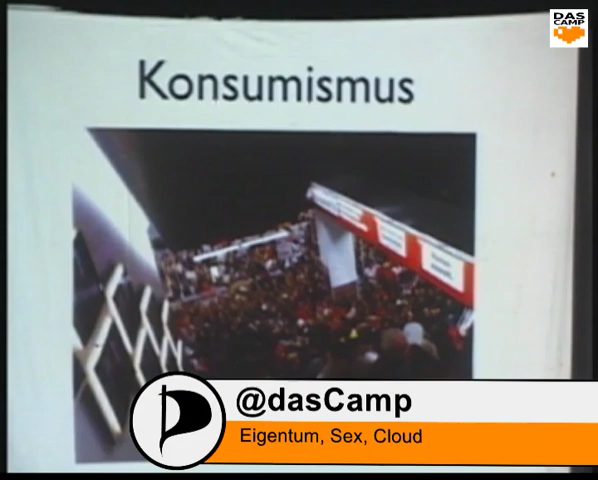 DAS
CAMP
Konsumismus
@dasCamp
Eigentum, Sex, Cloud